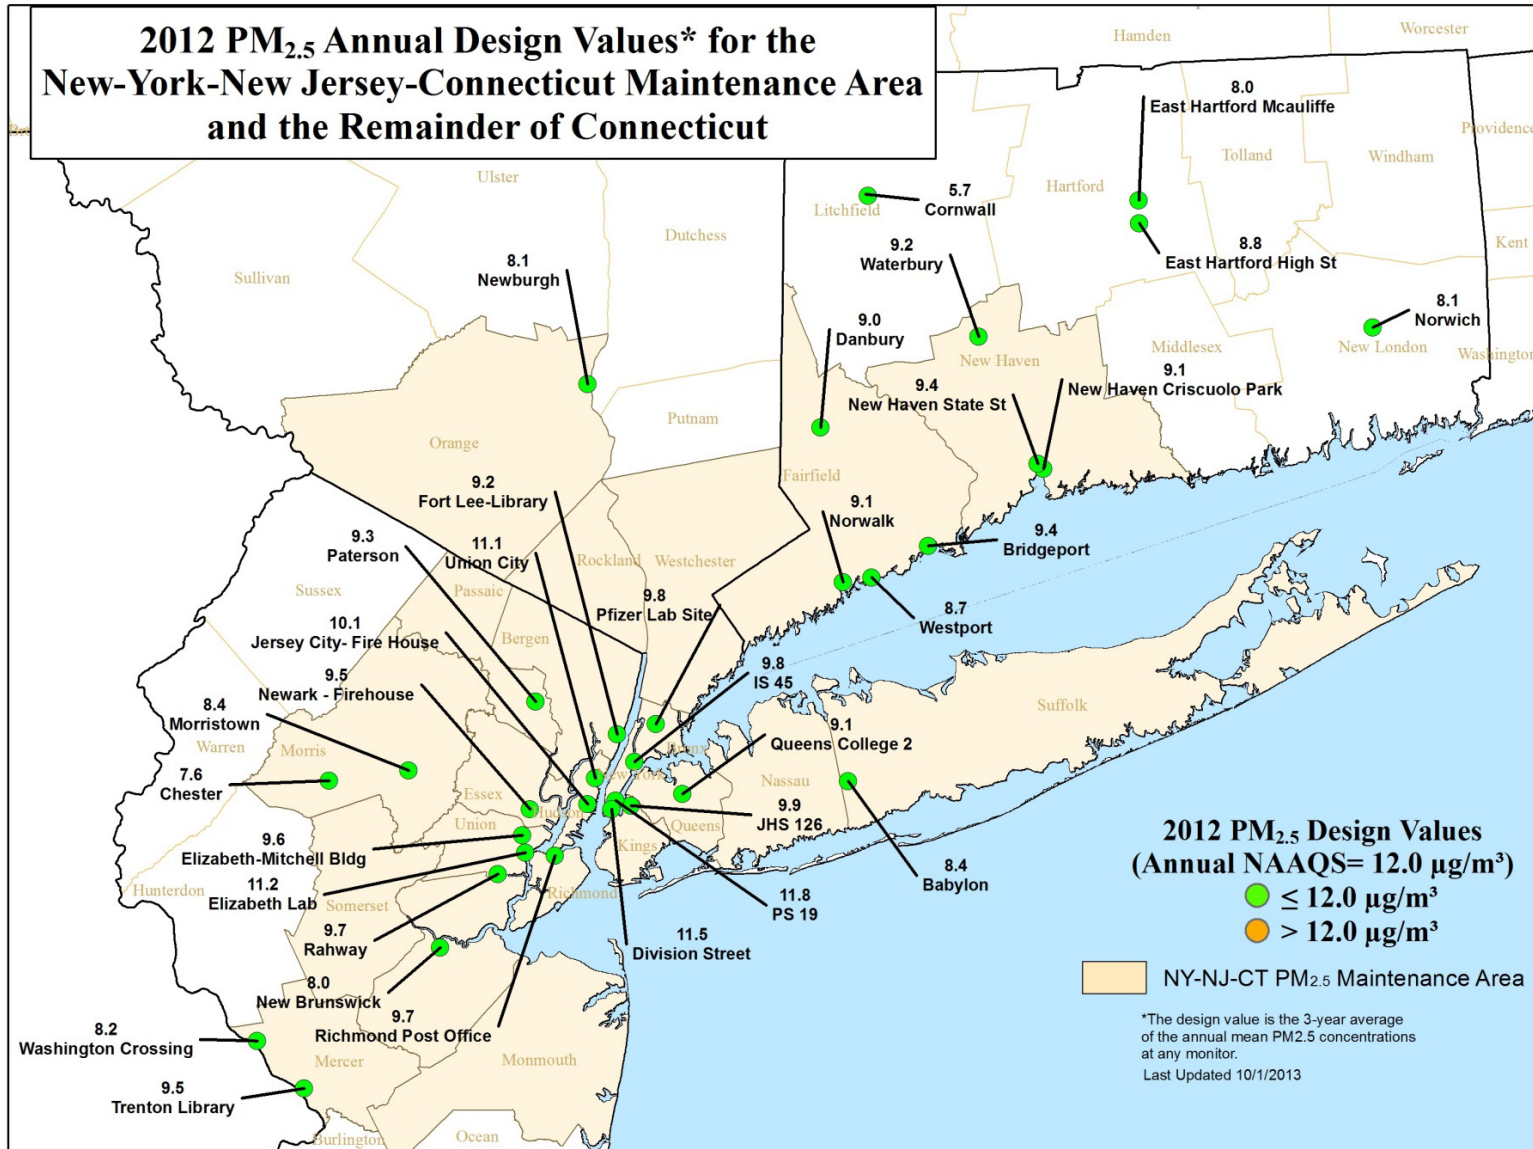 2012 PM2.5 Annual Design Values* for the
New-York-New Jersey-Connecticut Maintenance Area
and the Remainder of Connecticut
Hamden
Worcester
8.0
East Hartford Mcauliffe
Providence
Tolland
Windham
Ulster
Hartford
5.7
Cornwall
Litchfield
Dutchess
9.2
Waterbury
8.8
East Hartford High St
Kent
8.1
Newburgh
Sullivan
8.1
Norwich
9.0
Danbury
New Haven
Middlesex
New London
Washington
9.1
New Haven Criscuolo Park
9.4
New Haven State St
Putnam
Orange
Fairfield
9.2
Fort Lee-Library
9.1
Norwalk
9.3
Paterson
11.1
Union City
Rockland
Westchester
9.4
Bridgeport
Sussex
Passaic
9.8
Pfizer Lab Site
8.7
Westport
10.1
Jersey City- Fire House
Bergen
9.5
Newark - Firehouse
9.8
IS 45
8.4
Morristown
Suffolk
Warren
Morris
9.1
Queens College 2
Bronx
New York
Nassau
7.6
Chester
Essex
Hudson
9.9
JHS 126
Union
Queens
Kings
9.6
Elizabeth-Mitchell Bldg
8.4
Babylon
11.2
Elizabeth Lab
Hunterdon
Somerset
Richmond
11.8
PS 19
9.7
Rahway
11.5
Division Street
8.0
New Brunswick
9.7
Richmond Post Office
8.2
Washington Crossing
Mercer
Monmouth
9.5
Trenton Library
Burlington
Ocean
2012 PM2.5 Design Values
(Annual NAAQS= 12.0 µg/m³)
≤ 12.0 µg/m³
> 12.0 µg/m³
NY-NJ-CT PM2.5 Maintenance Area
*The design value is the 3-year average
of the annual mean PM2.5 concentrations
at any monitor.
Last Updated 10/1/2013